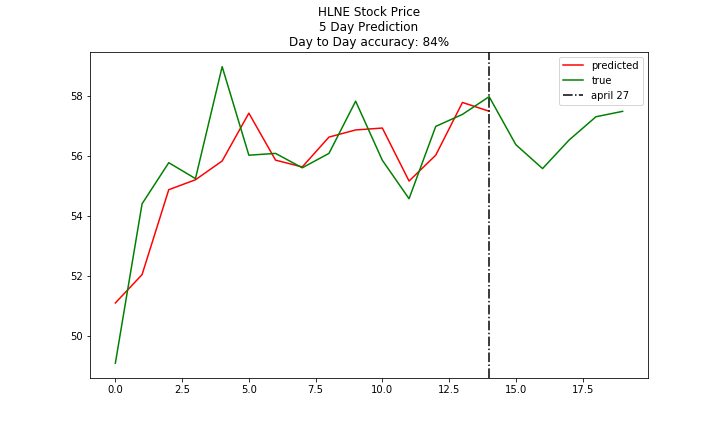 HLNE Stock Price
5 Day Prediction
Day to Day accuracy: 84%
predicted
true
april 27
58
56
54
52
50
0.0 2.5 5.0 7.5 10.0 12.5 15.0 17.5